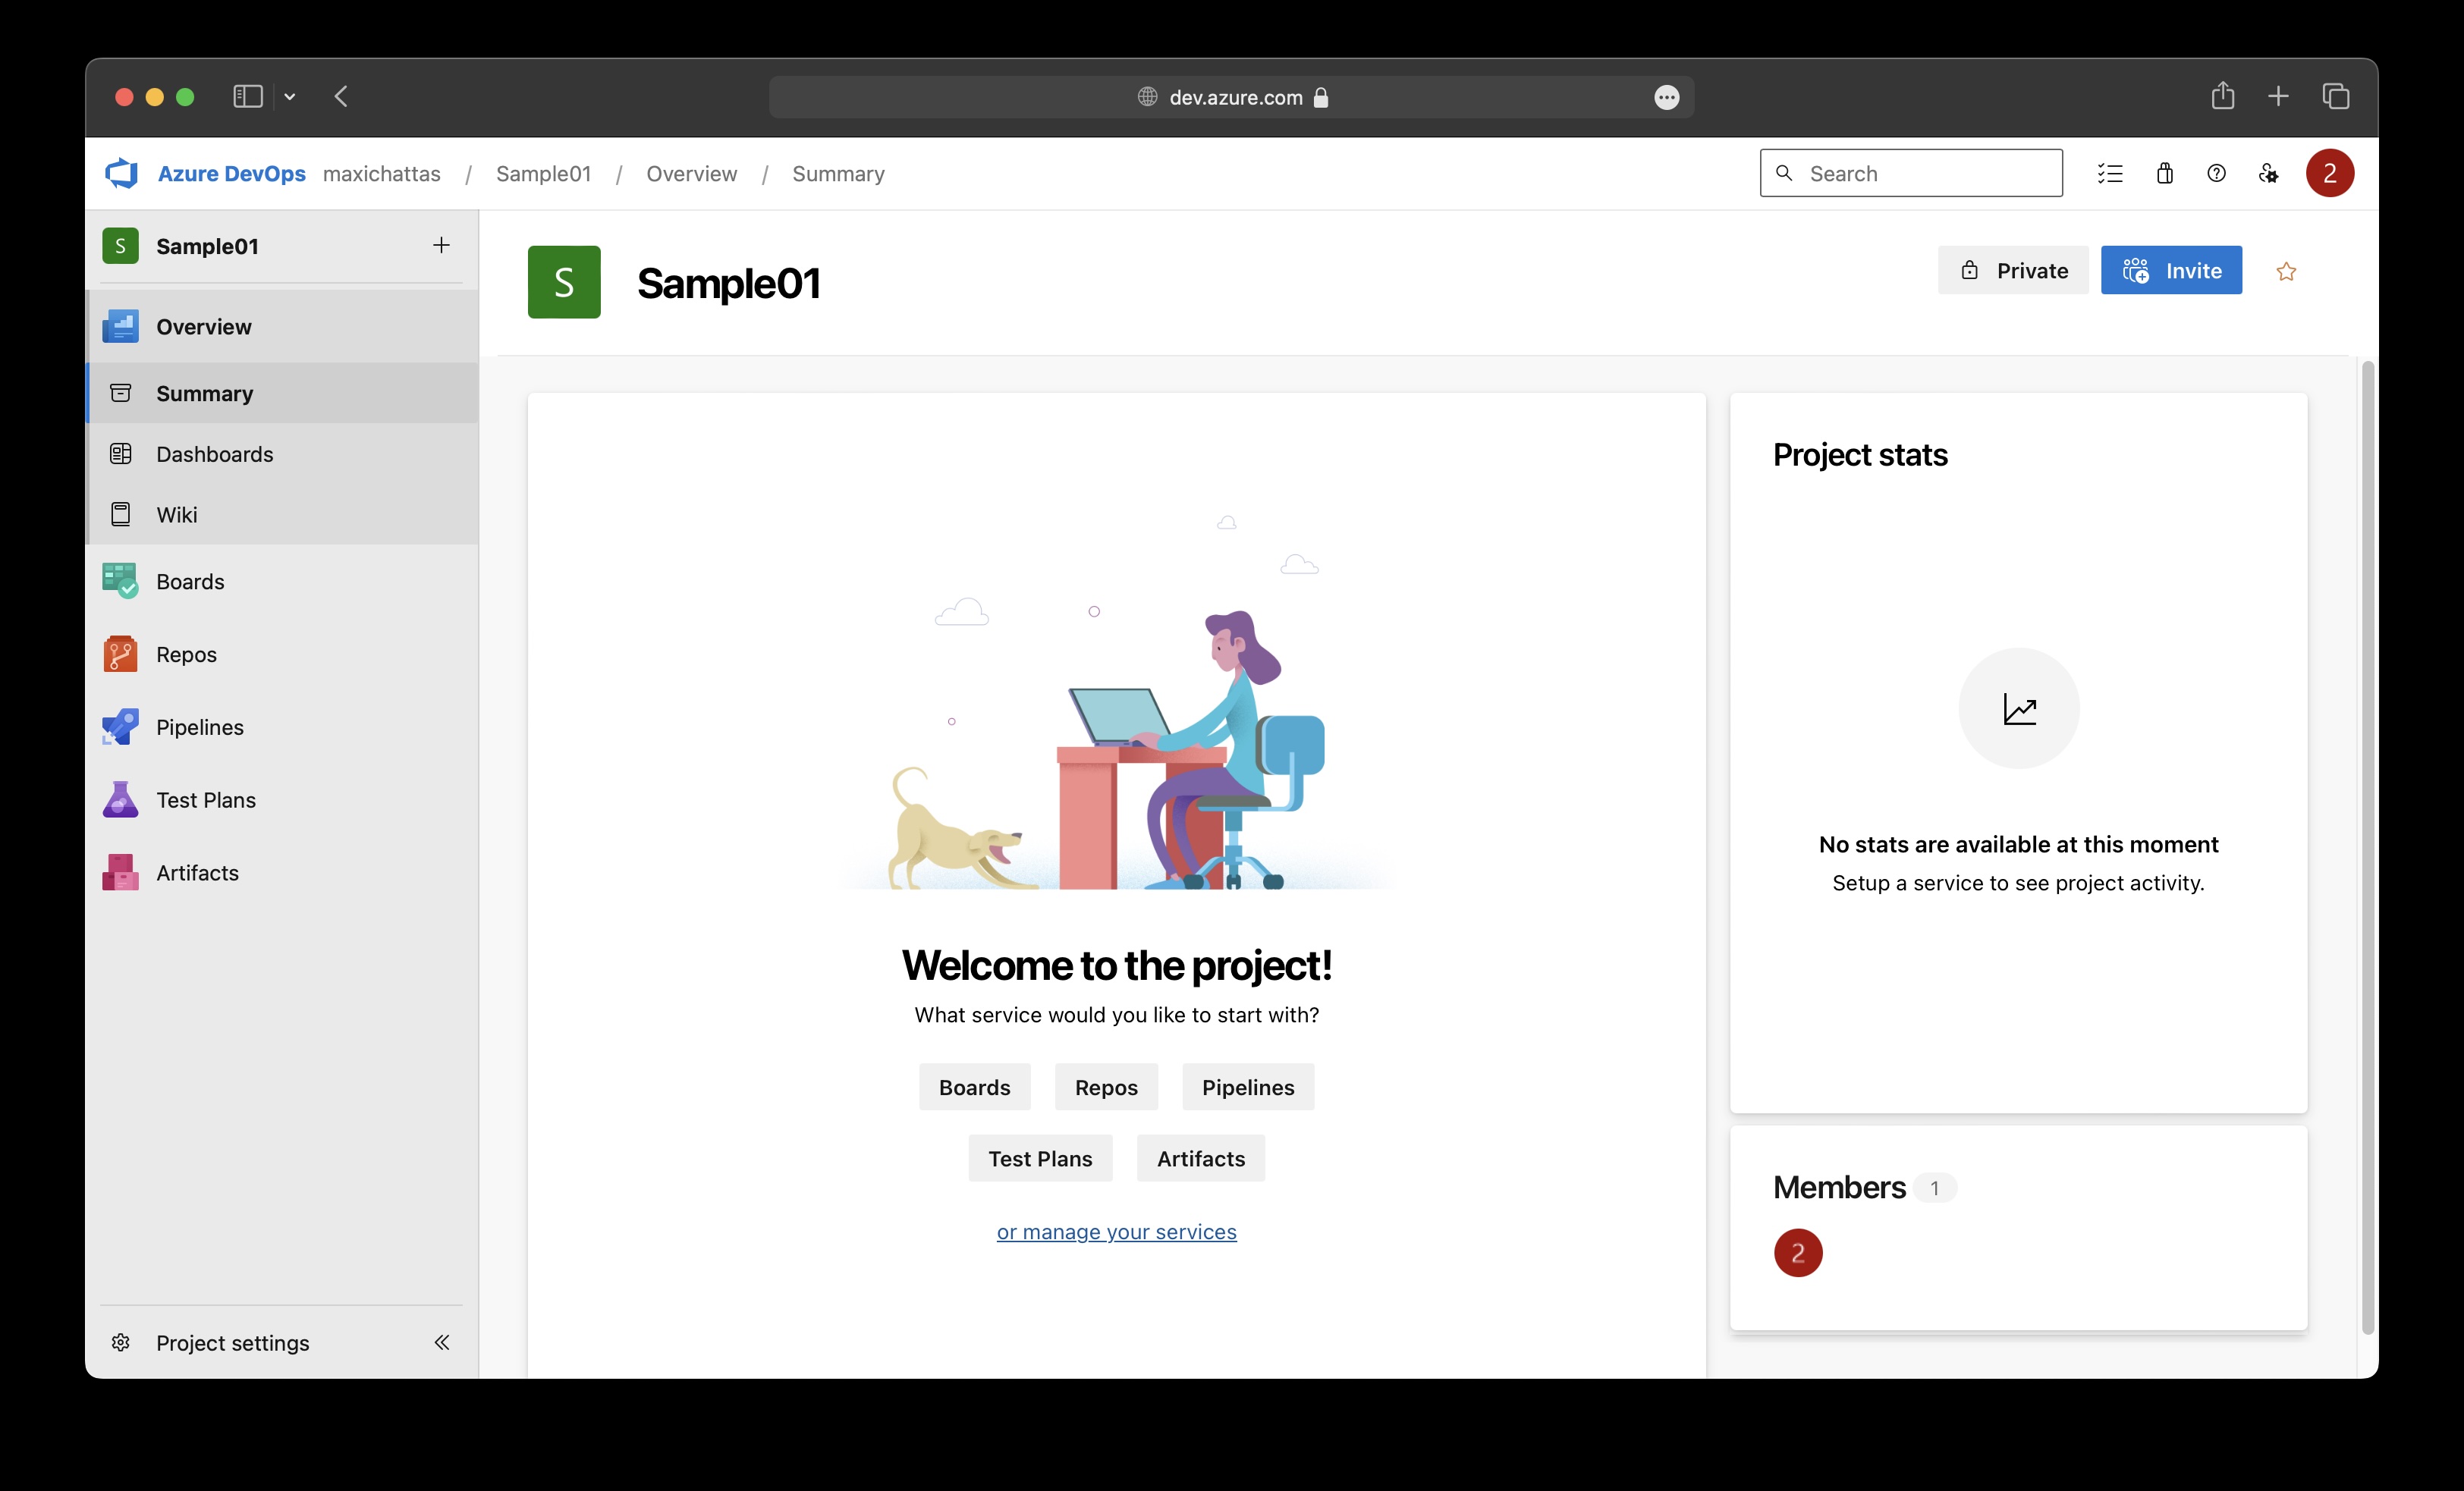 dev.azure.com
Azure DevOps maxichattas / Sample01 / Overview / Summary
Search
2
S Sample01
Overview
Summary
Dashboards
Wiki
Boards
Repos
Pipelines
Test Plans
Artifacts
Project settings
S Sample01
Private
Invite
Welcome to the project!
What service would you like to start with?
Boards Repos Pipelines
Test Plans Artifacts
or manage your services
Project stats
No stats are available at this moment
Setup a service to see project activity.
Members 1
2